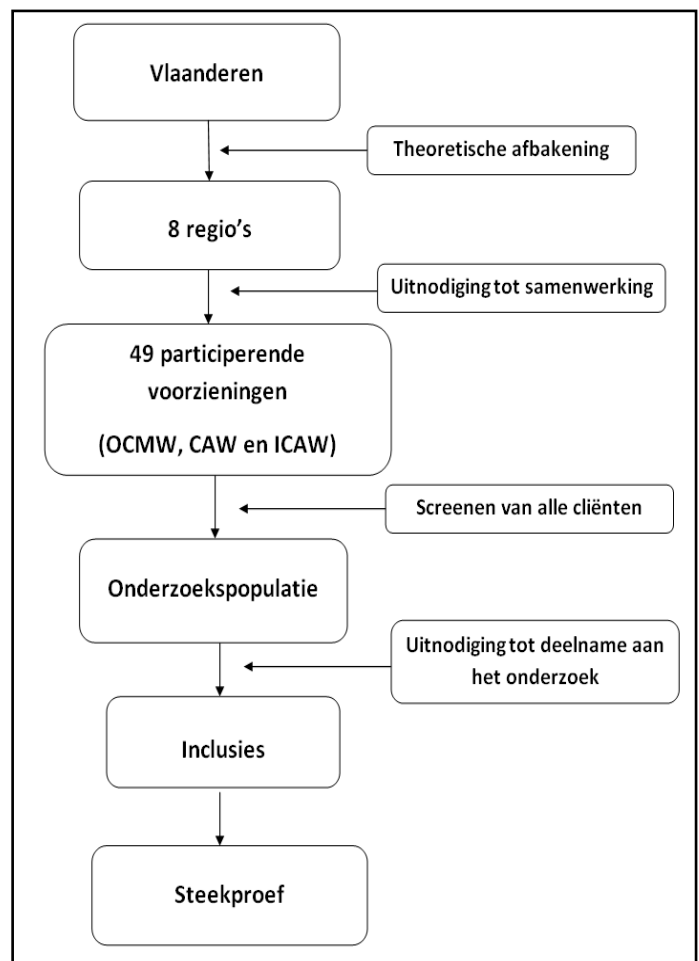 Vlaanderen
Theoretische afbakening
8 regio’s
Uitnodiging tot samenwerking
49 participerende
voorzieningen
(OCMW, CAW en ICAW)
Screenen van alle cliënten
Onderzoekspopulatie
Uitnodiging tot deelname aan
het onderzoek
Inclusies
Steekproef